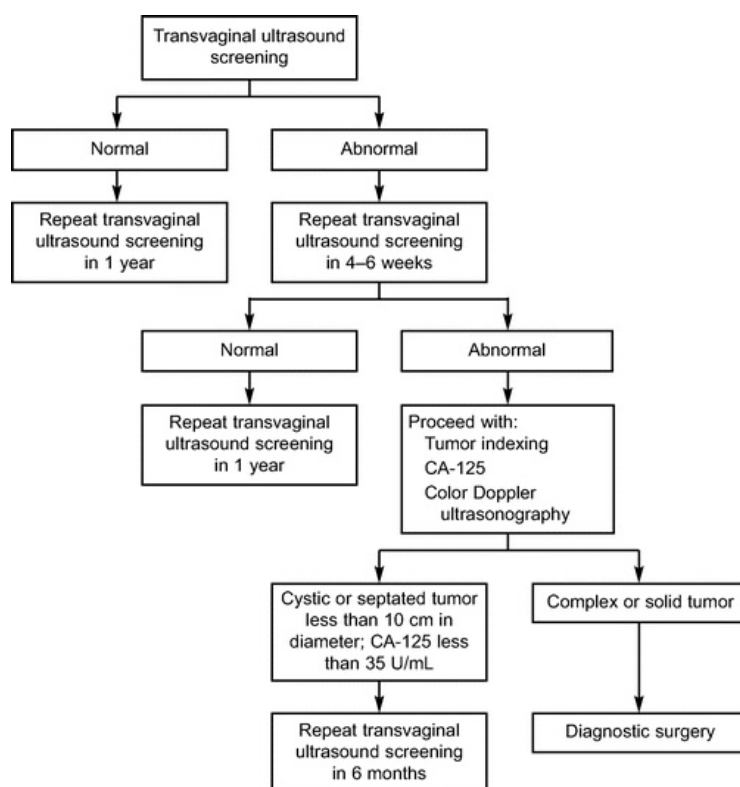 Transvaginal ultrasound
screening
Normal
Abnormal
Repeat transvaginal
ultrasound screening
in 1 year
Repeat transvaginal
ultrasound screening
in 4–6 weeks
Normal
Abnormal
Repeat transvaginal
ultrasound screening
in 1 year
Proceed with:
Tumor indexing
CA-125
Color Doppler
ultrasonography
Cystic or septated tumor
less than 10 cm in
diameter; CA-125 less
than 35 U/mL
Complex or solid tumor
Repeat transvaginal
ultrasound screening
in 6 months
Diagnostic surgery